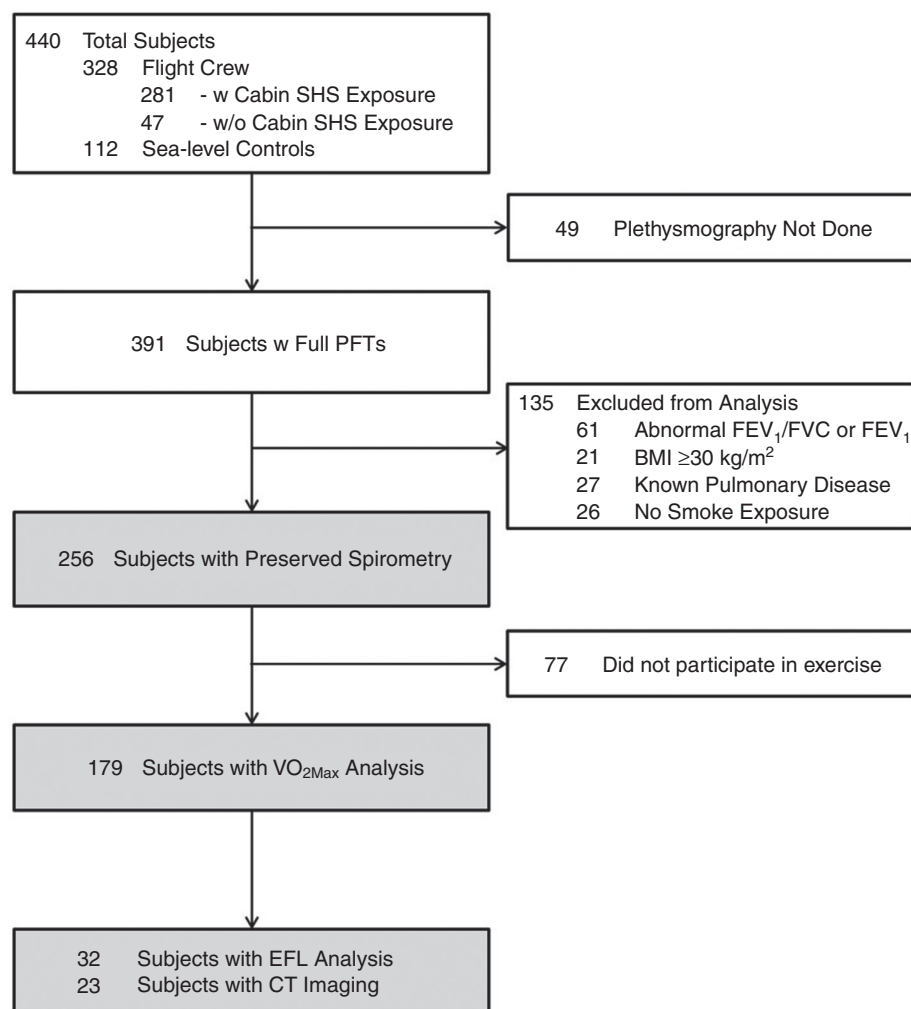 440 Total Subjects
328 Flight Crew
281 - w Cabin SHS Exposure
47 - w/o Cabin SHS Exposure
112 Sea-level Controls
49 Plethysmography Not Done
391 Subjects w Full PFTs
135 Excluded from Analysis
61 Abnormal FEV₁/FVC or FEV₁
21 BMI ≥30 kg/m²
27 Known Pulmonary Disease
26 No Smoke Exposure
256 Subjects with Preserved Spirometry
77 Did not participate in exercise
179 Subjects with VO₂Max Analysis
32 Subjects with EFL Analysis
23 Subjects with CT Imaging